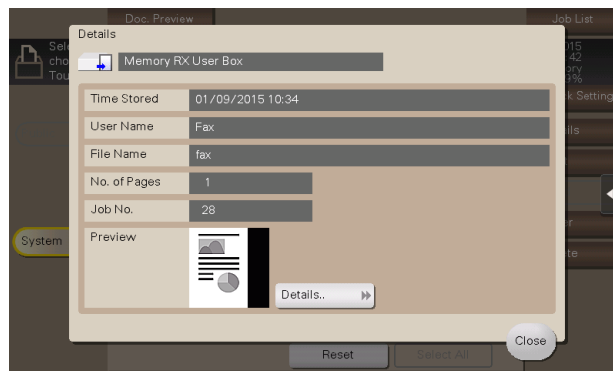 Doc. Preview
Job List
Details
Memory RX User Box
Time Stored 01/09/2015 10:34
User Name Fax
File Name fax
No. of Pages 1
Job No. 28
Preview
Details..
System
Close
Reset
Select All